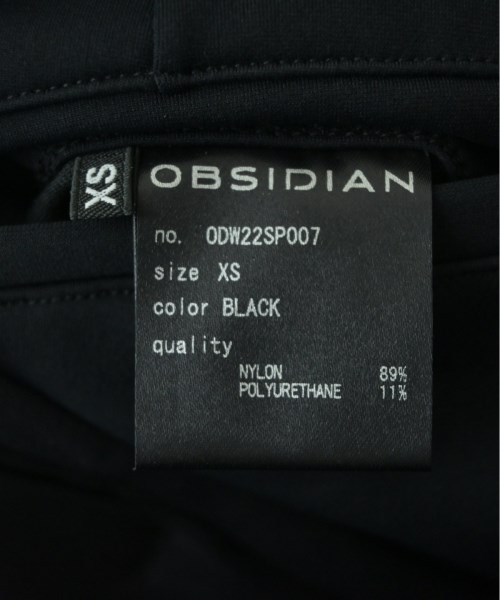 XS
OBSIDIAN
no. ODW22SP007
size XS
color BLACK
quality
NYLON 89%
POLYURETHANE 11%